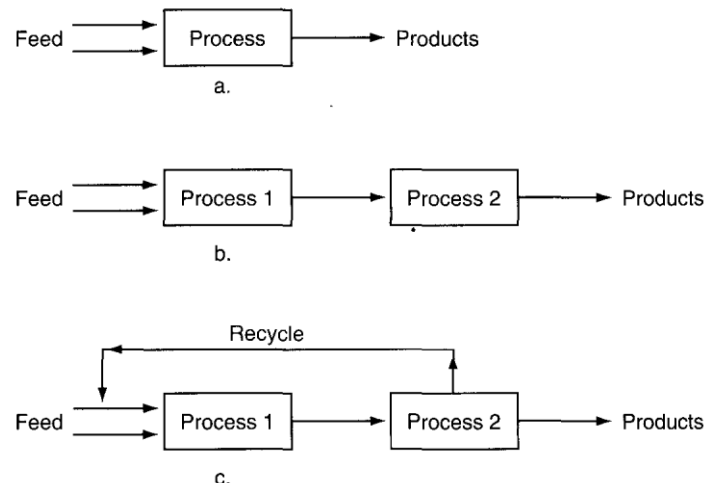 Feed Process Products
a.
Feed Process 1 Process 2 Products
b.
Recycle
Feed Process 1 Process 2 Products
c.